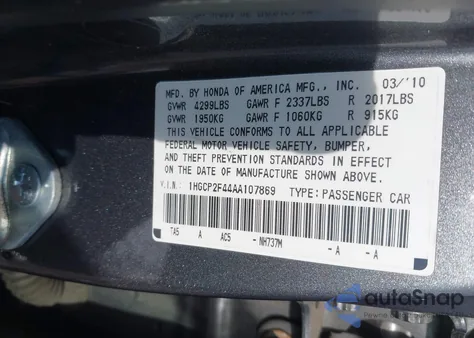 MFD. BY HONDA OF AMERICA MFG., INC. 03/'10
GVWR 4299LBS GAWR F 2337LBS R 2017LBS
GVWR 1950KG GAWR F 1060KG R 915KG
THIS VEHICLE CONFORMS TO ALL APPLICABLE
FEDERAL MOTOR VEHICLE SAFETY, BUMPER,
AND THEFT PREVENTION STANDARDS IN EFFECT
ON THE DATE OF MANUFACTURE SHOWN ABOVE.
V.I.N.: 1HGCP2F44AA107869 TYPE: PASSENGER CAR
TA5 A AC5 - NH737M - A - A
autoSnap